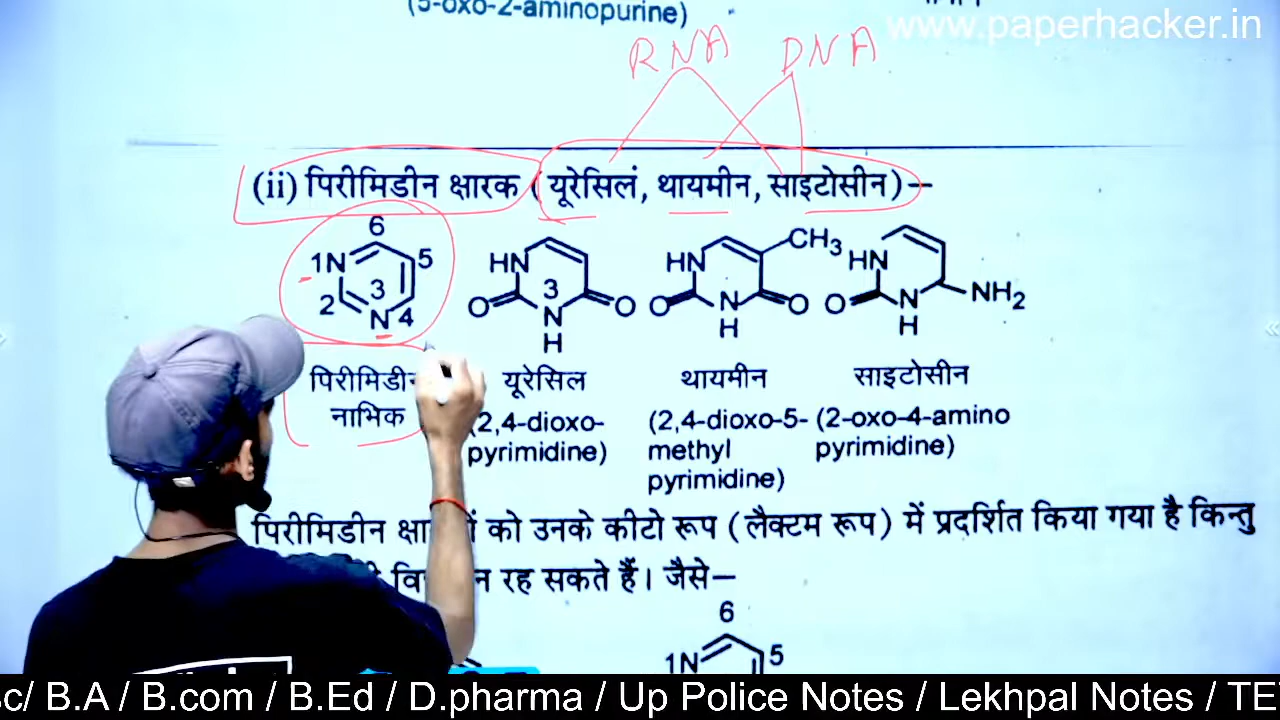 (5-oxo-2-aminopurine)
www.paperhacker.in
RNA DNA
(ii) पिरीमिडीन क्षारक (यूरेसिलं, थायमीन, साइटोसीन)–
6
1N 5
2 3
N 4
HN
O 3 O
N
H
HN CH3
O N O
H
HN
O N NH2
H
पिरीमिडीन
नाभिक
यूरेसिल
(2,4-dioxo-
pyrimidine)
थायमीन
(2,4-dioxo-5-
methyl
pyrimidine)
साइटोसीन
(2-oxo-4-amino
pyrimidine)
पिरीमिडीन को उनके कीटो रूप (लैक्टम रूप) में प्रदर्शित किया गया है किन्तु
रह सकते हैं। जैसे–
6
1N 5
/ B.A / B.com / B.Ed / D.pharma / Up Police Notes / Lekhpal Notes /